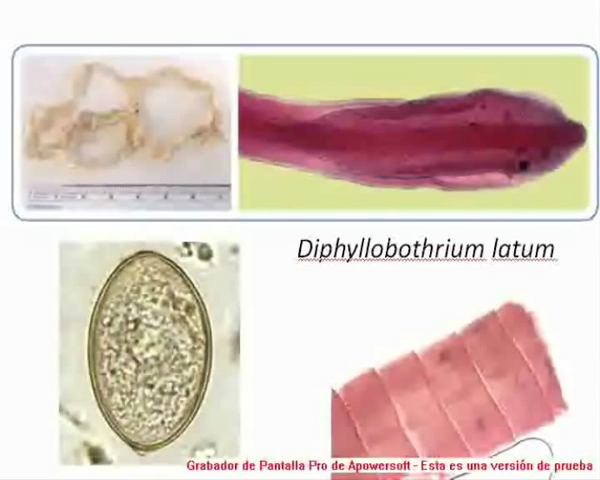 Diphyllobothrium latum
Grabador de Pantalla Pro de Apowersoft - Esta es una versión de prueba